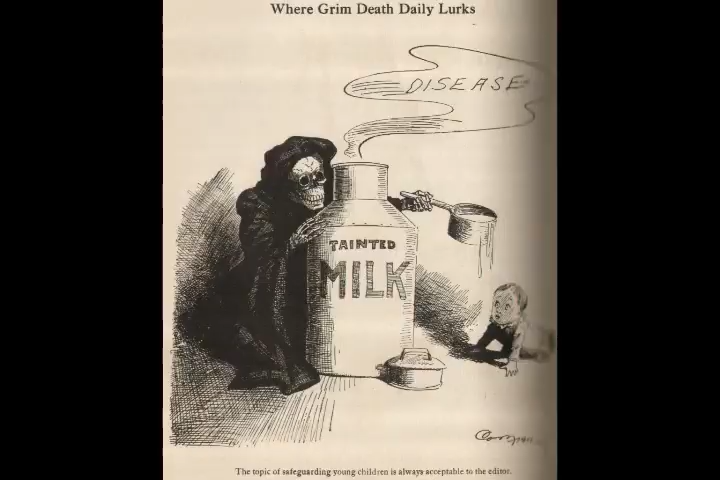 Where Grim Death Daily Lurks
DISEASE
TAINTED
MILK
The topic of safeguarding young children is always acceptable to the editor.